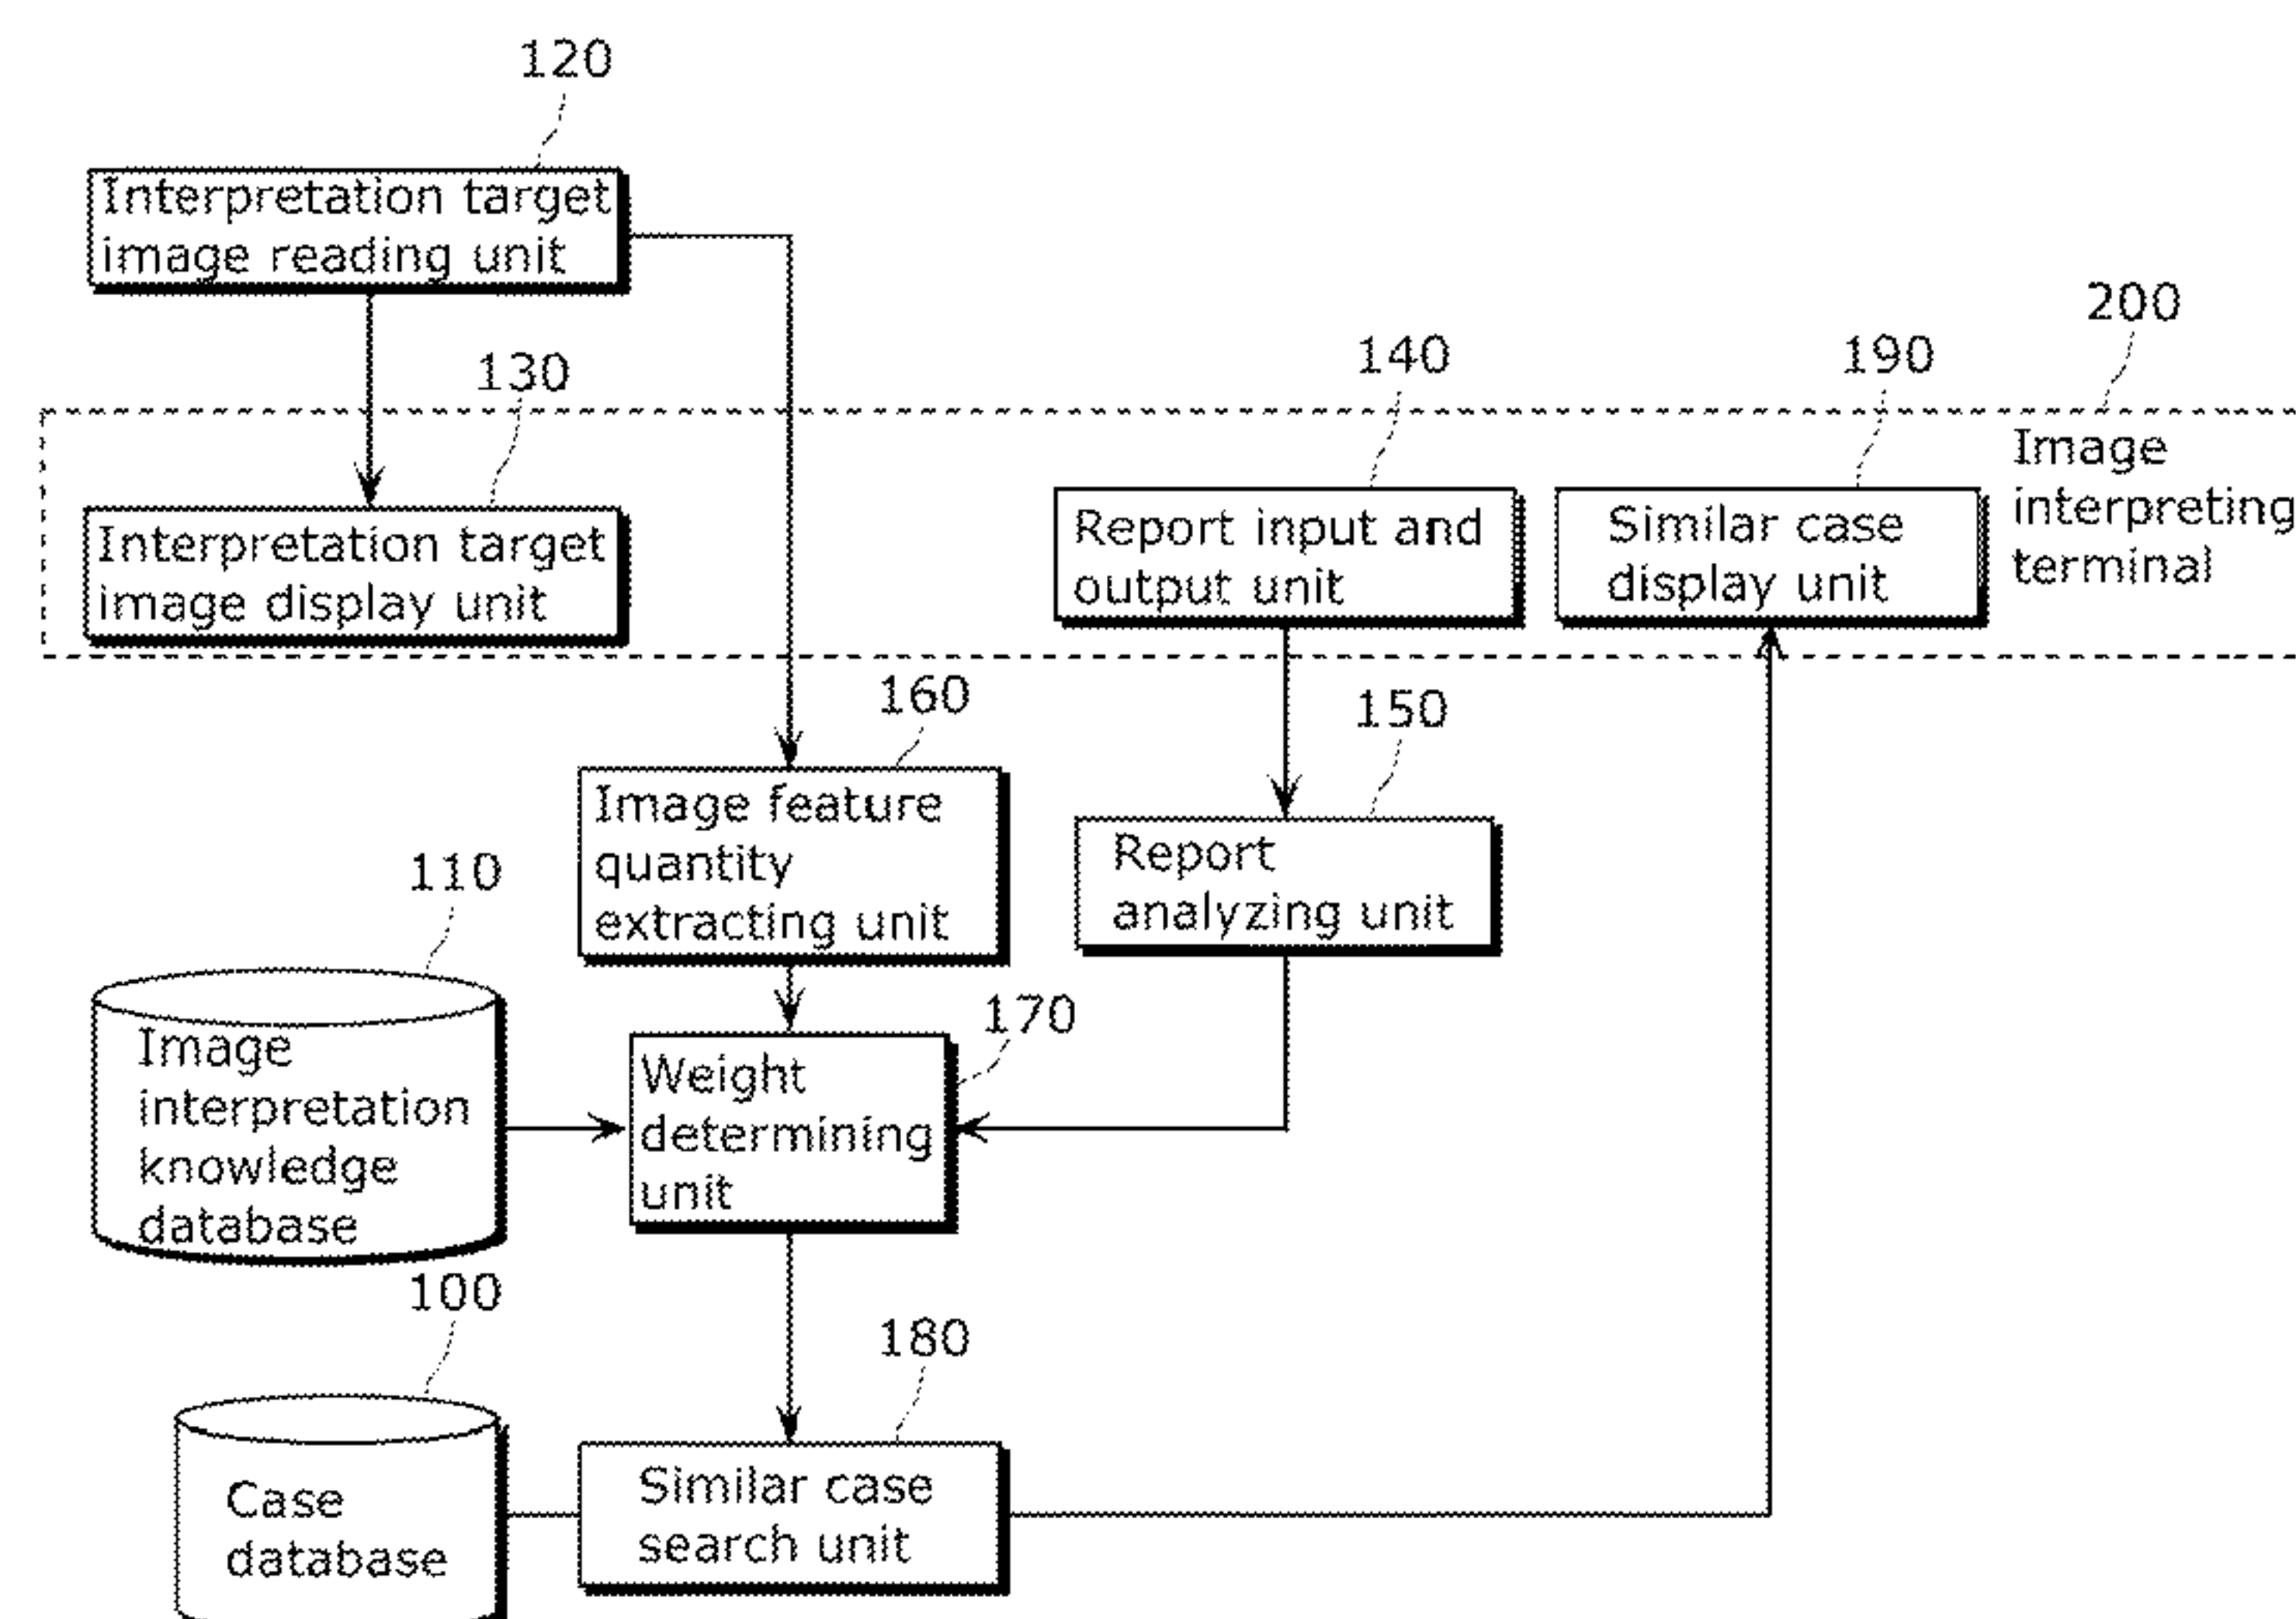 120
Interpretation target
image reading unit
200
130
140
190
Interpretation target
image display unit
Report input and
output unit
Similar case
display unit
Image
interpreting
terminal
160
150
Image feature
quantity
extracting unit
Report
analyzing unit
110
Image
interpretation
knowledge
database
170
Weight
determining
unit
100
180
Case
database
Similar case
search unit